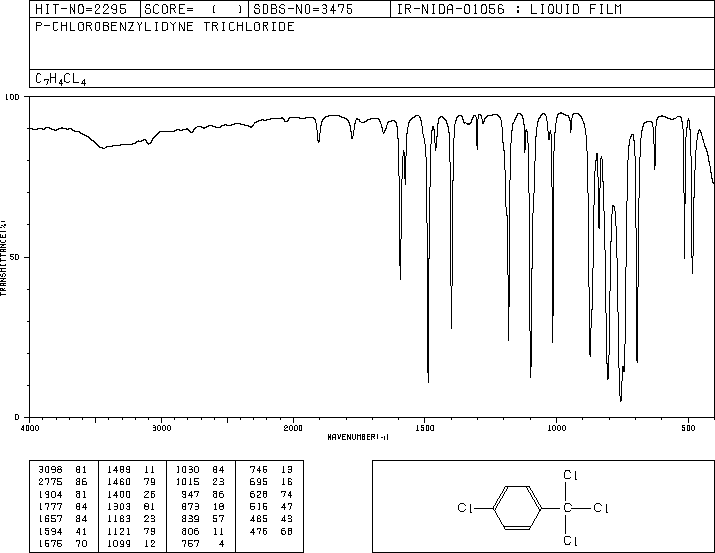 HIT-NO=2295 SCORE= ( ) SDBS-NO=3475 IR-NIDA-01056 : LIQUID FILM
P-CHLOROBENZYLIDYNE TRICHLORIDE
C7H4CL4
100
50
0
TRANSMITTANCE(%)
4000 3000 2000 1500 1000 500
WAVENUMBER(-1)
3098 81 1489 11 1030 84 746 13
2775 86 1460 79 1015 23 695 16
1904 81 1400 26 947 86 628 74
1777 84 1303 81 873 18 516 47
1657 84 1183 23 839 57 485 43
1594 41 1121 79 806 11 476 68
1576 70 1099 12 757 4
Cl
Cl C Cl
Cl